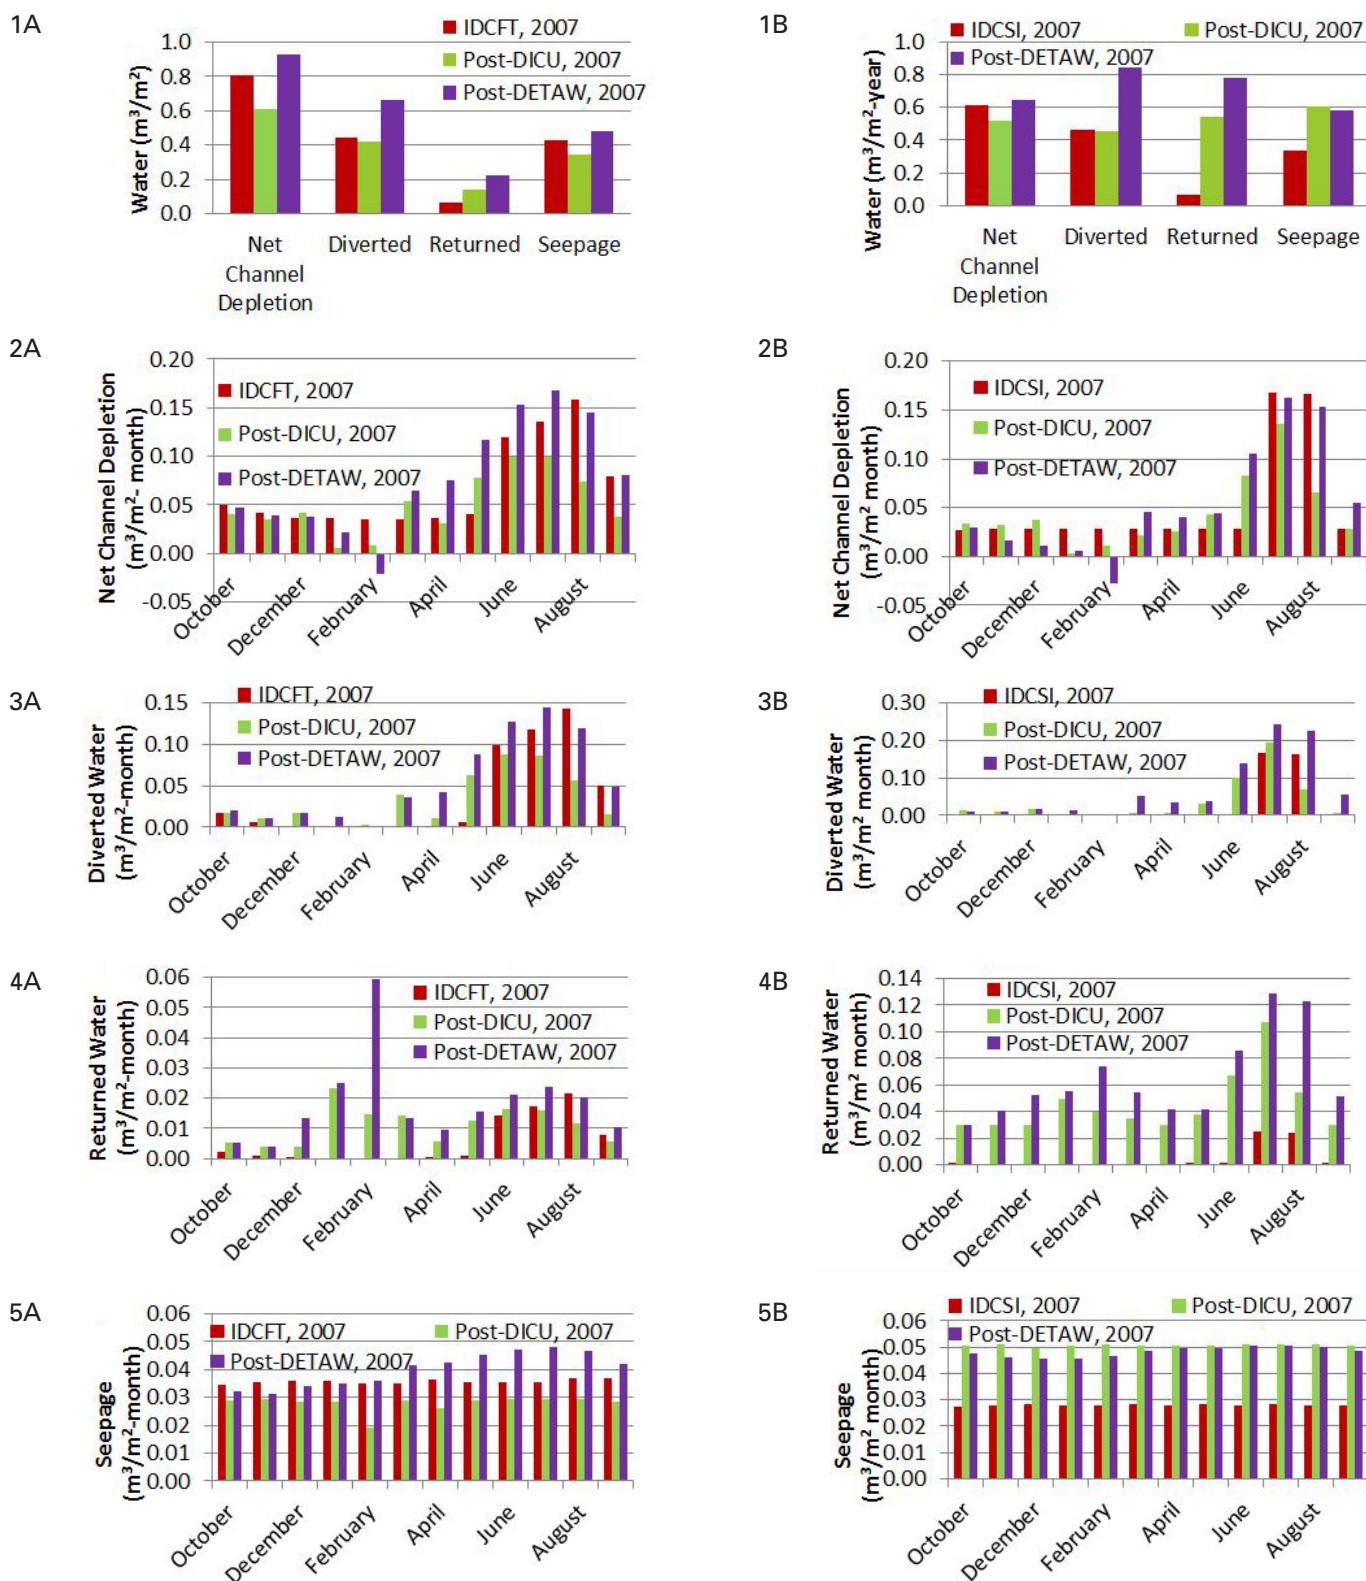 1A
Water (m³/m²)
1.0
0.8
0.6
0.4
0.2
0.0
IDCFT, 2007
Post-DICU, 2007
Post-DETAW, 2007
Net Channel Depletion
Diverted
Returned
Seepage
1B
Water (m³/m²-year)
1.0
0.8
0.6
0.4
0.2
0.0
IDCSI, 2007
Post-DICU, 2007
Post-DETAW, 2007
Net Channel Depletion
Diverted
Returned
Seepage
2A
Net Channel Depletion
(m³/m²- month)
0.20
0.15
0.10
0.05
0.00
-0.05
IDCFT, 2007
Post-DICU, 2007
Post-DETAW, 2007
October
December
February
April
June
August
2B
Net Channel Depletion
(m³/m² month)
0.20
0.15
0.10
0.05
0.00
-0.05
IDCSI, 2007
Post-DICU, 2007
Post-DETAW, 2007
October
December
February
April
June
August
3A
Diverted Water
(m³/m²-month)
0.15
0.10
0.05
0.00
IDCFT, 2007
Post-DICU, 2007
Post-DETAW, 2007
October
December
February
April
June
August
3B
Diverted Water
(m³/m² month)
0.30
0.20
0.10
0.00
IDCSI, 2007
Post-DICU, 2007
Post-DETAW, 2007
October
December
February
April
June
August
4A
Returned Water
(m³/m²-month)
0.06
0.05
0.04
0.03
0.02
0.01
0.00
IDCFT, 2007
Post-DICU, 2007
Post-DETAW, 2007
October
December
February
April
June
August
4B
Returned Water
(m³/m² month)
0.14
0.12
0.10
0.08
0.06
0.04
0.02
0.00
IDCSI, 2007
Post-DICU, 2007
Post-DETAW, 2007
October
December
February
April
June
August
5A
Seepage
(m³/m²-month)
0.06
0.05
0.04
0.03
0.02
0.01
0.00
IDCFT, 2007
Post-DICU, 2007
Post-DETAW, 2007
October
December
February
April
June
August
5B
Seepage
(m³/m² month)
0.06
0.05
0.04
0.03
0.02
0.01
0.00
IDCSI, 2007
Post-DICU, 2007
Post-DETAW, 2007
October
December
February
April
June
August